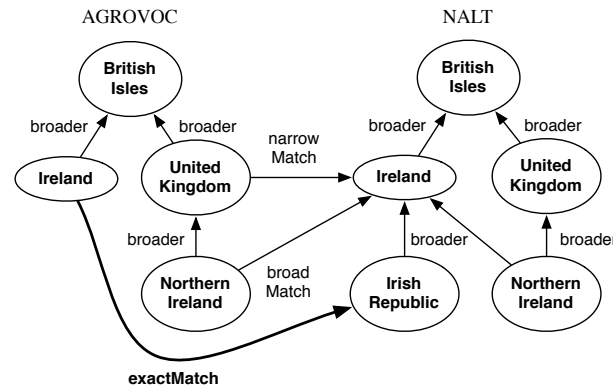 AGROVOC
NALT
British
Isles
British
Isles
broader
broader
narrow
Match
broader
broader
Ireland
United
Kingdom
Ireland
United
Kingdom
broader
broad
Match
broader
broader
Northern
Ireland
Irish
Republic
Northern
Ireland
exactMatch